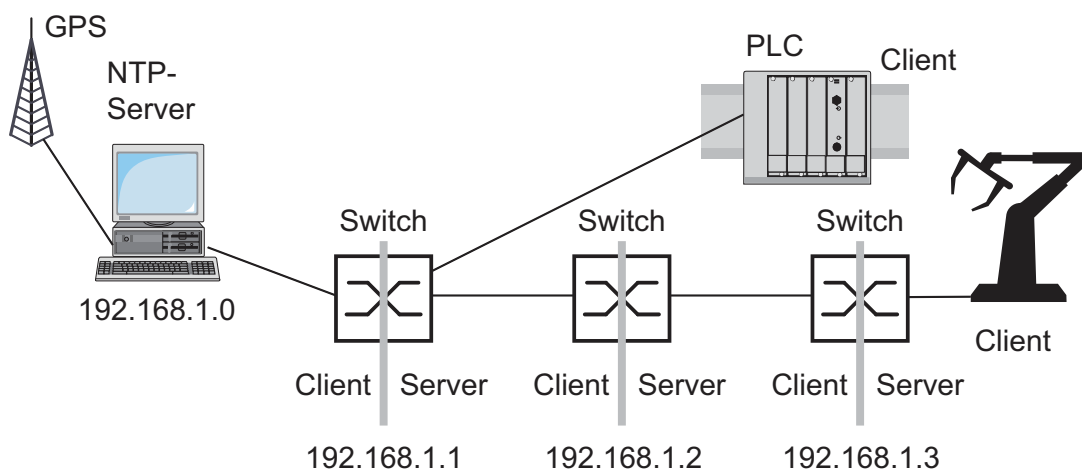 GPS
NTP-
Server
PLC
Client
Switch
Switch
Switch
192.168.1.0
Client
Client Server
Client Server
Client Server
192.168.1.1
192.168.1.2
192.168.1.3